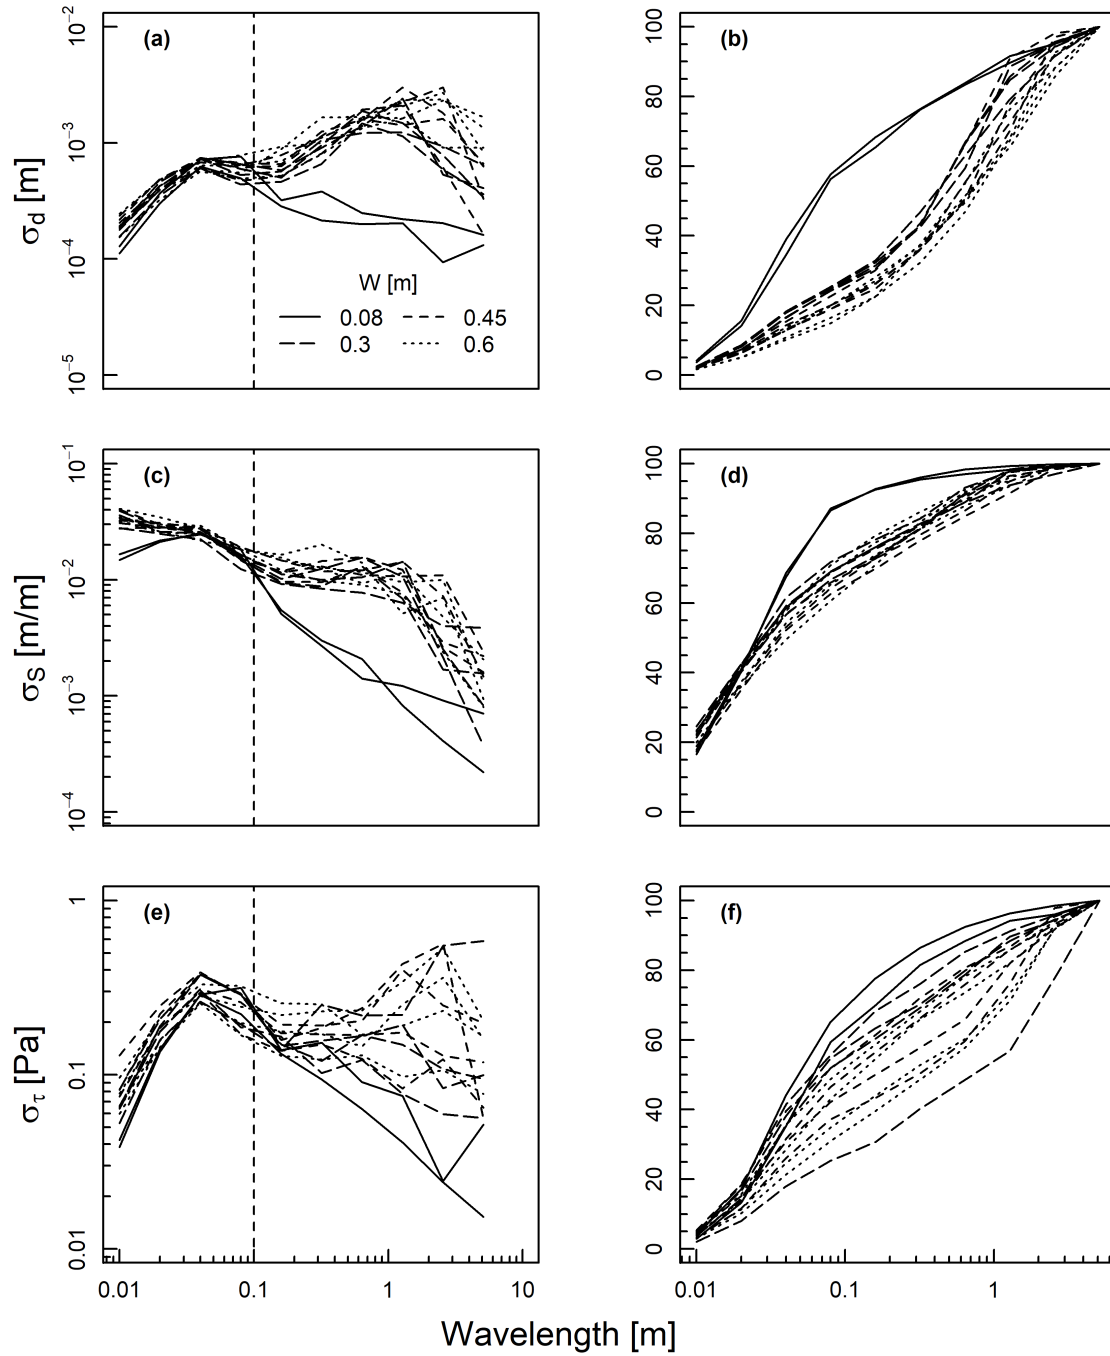 10⁻²
(a)
10⁻³
σd [m]
10⁻⁴
W [m]
0.08
0.45
0.3
0.6
10⁻⁵
100
(b)
80
60
40
20
0
10⁻¹
(c)
10⁻²
σS [m/m]
10⁻³
10⁻⁴
100
(d)
80
60
40
20
0
1
(e)
0.1
στ [Pa]
0.01
0.01 0.1 1 10
100
(f)
80
60
40
20
0
0.01 0.1 1
Wavelength [m]